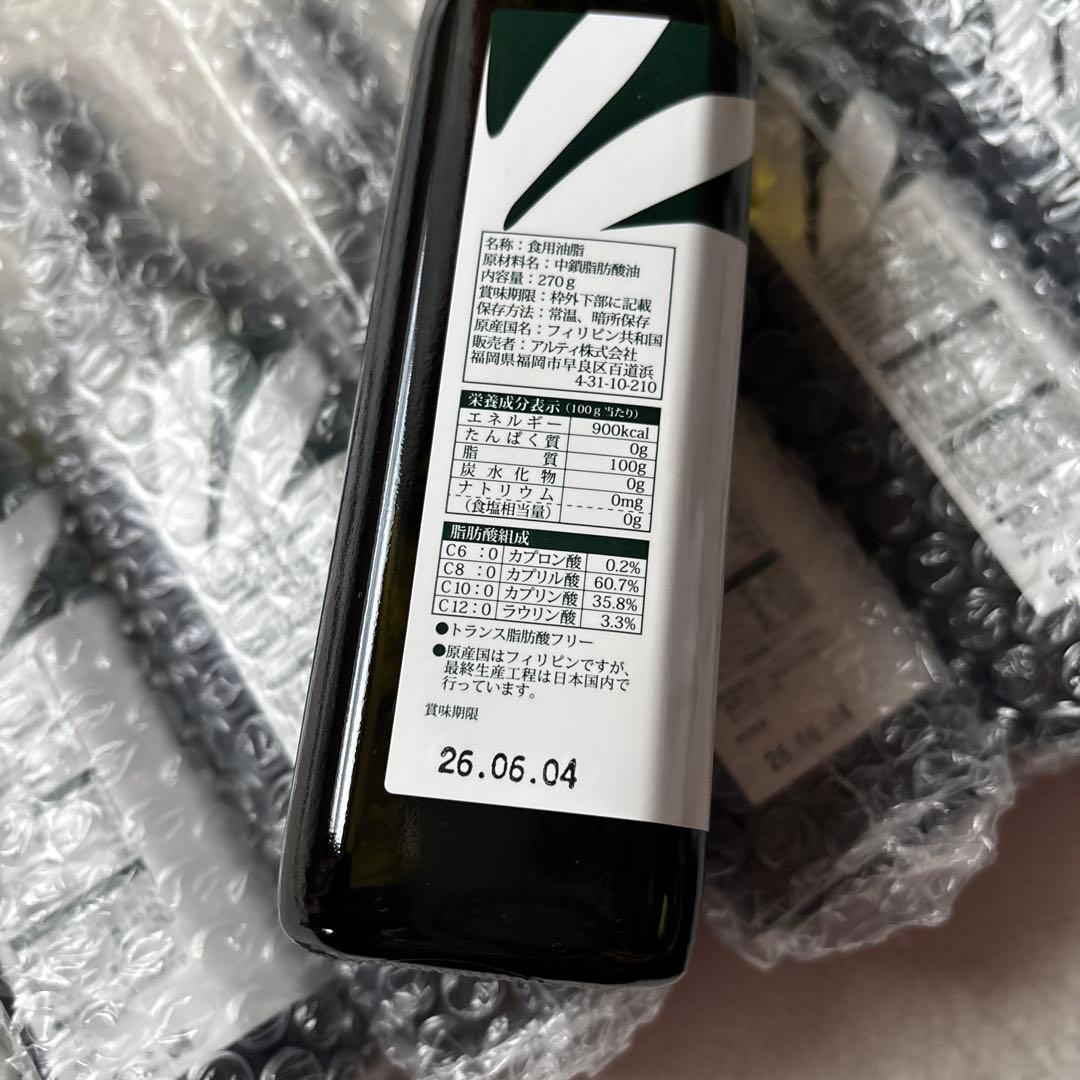 名称：食用油脂
原材料名：中鎖脂肪酸油
内容量：270g
賞味期限：枠外下部に記載
保存方法：常温、暗所保存
原産国名：フィリピン共和国
販売者：アルティ株式会社
福岡県福岡市早良区百道浜
4-31-10-210
栄養成分表示（100g当たり）
エネルギー 900kcal
たんぱく質 0g
脂質 100g
炭水化物 0g
ナトリウム 0mg
（食塩相当量） 0g
脂肪酸組成
C6 :0 カプロン酸 0.2%
C8 :0 カプリル酸 60.7%
C10:0 カプリン酸 35.8%
C12:0 ラウリン酸 3.3%
●トランス脂肪酸フリー
●原産国はフィリピンですが、
最終生産工程は日本国内で
行っています。
賞味期限
26.06.04
26.06.04